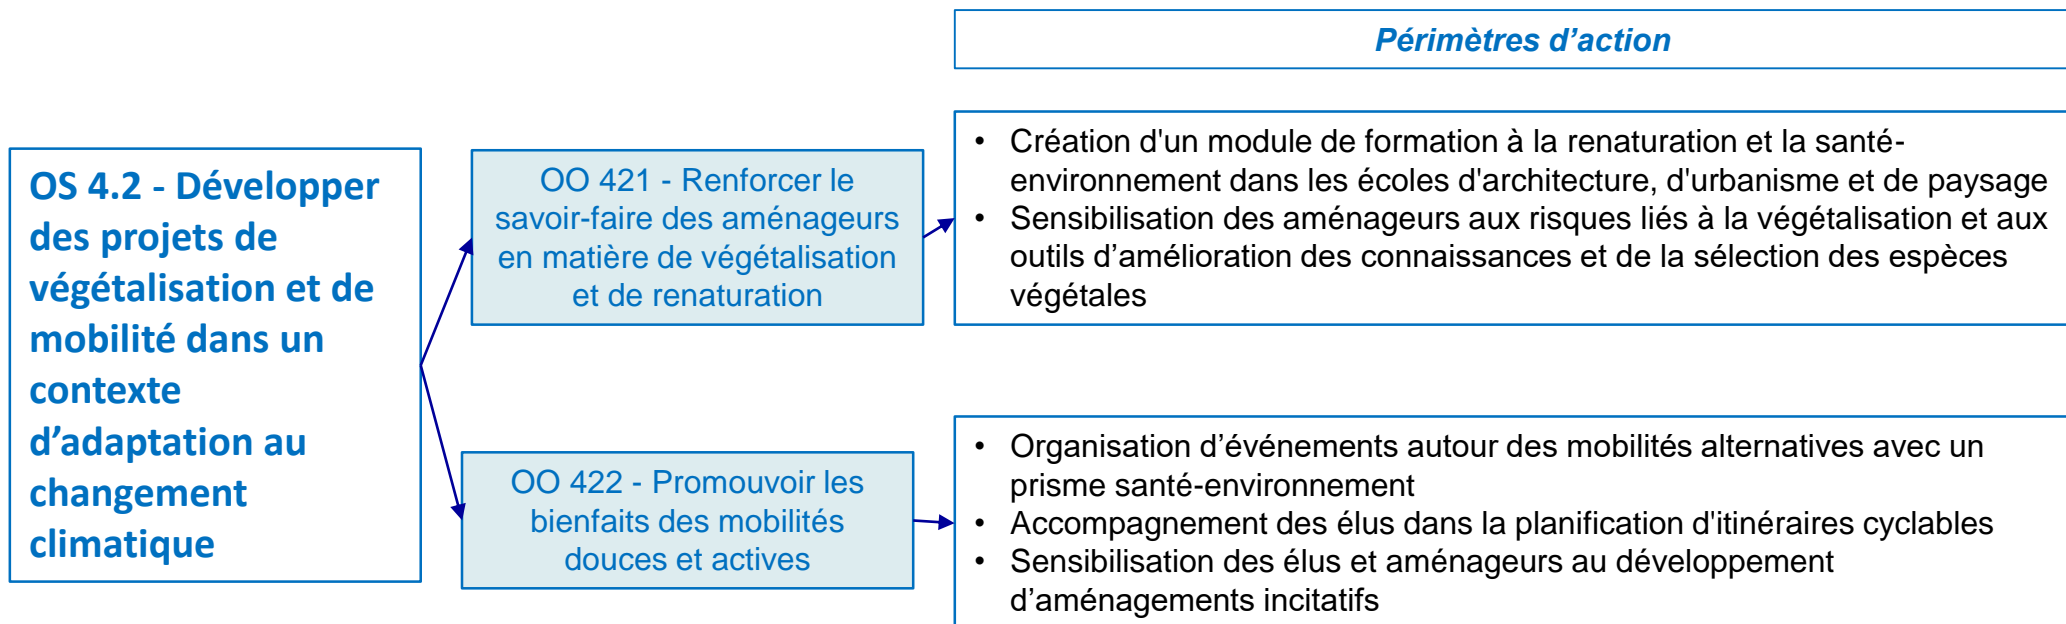 Périmètres d’action
OS 4.2 - Développer
des projets de
végétalisation et de
mobilité dans un
contexte
d’adaptation au
changement
climatique
OO 421 - Renforcer le
savoir-faire des aménageurs
en matière de végétalisation
et de renaturation
• Création d'un module de formation à la renaturation et la santé-
environnement dans les écoles d'architecture, d'urbanisme et de paysage
• Sensibilisation des aménageurs aux risques liés à la végétalisation et aux
outils d’amélioration des connaissances et de la sélection des espèces
végétales
OO 422 - Promouvoir les
bienfaits des mobilités
douces et actives
• Organisation d’événements autour des mobilités alternatives avec un
prisme santé-environnement
• Accompagnement des élus dans la planification d'itinéraires cyclables
• Sensibilisation des élus et aménageurs au développement
d’aménagements incitatifs